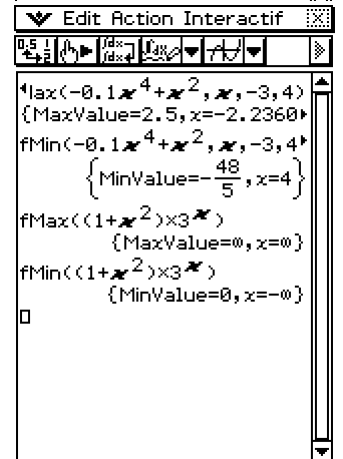 Edit Action Interactif
lax(-0.1x^4+x^2,x,-3,4)
{MaxValue=2.5,x=-2.2360
fMin(-0.1x^4+x^2,x,-3,4
{MinValue=-48/5,x=4}
fMax((1+x^2)×3^x)
{MaxValue=∞,x=∞}
fMin((1+x^2)×3^x)
{MinValue=0,x=-∞}